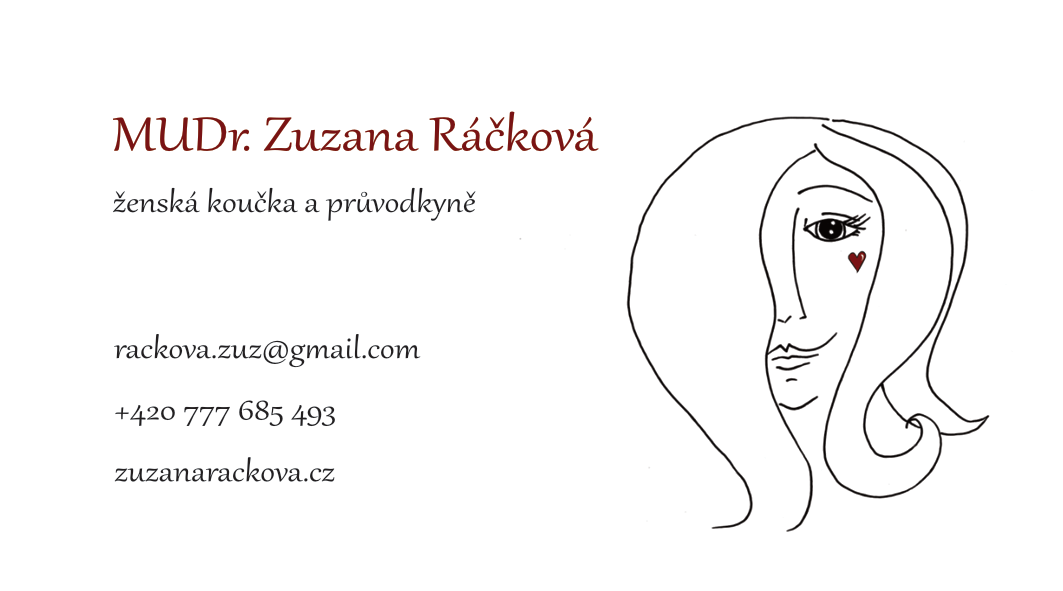 MUDr. Zuzana Ráčková
ženská koučka a průvodkyně
rackova.zuz@gmail.com
+420 777 685 493
zuzanarackova.cz